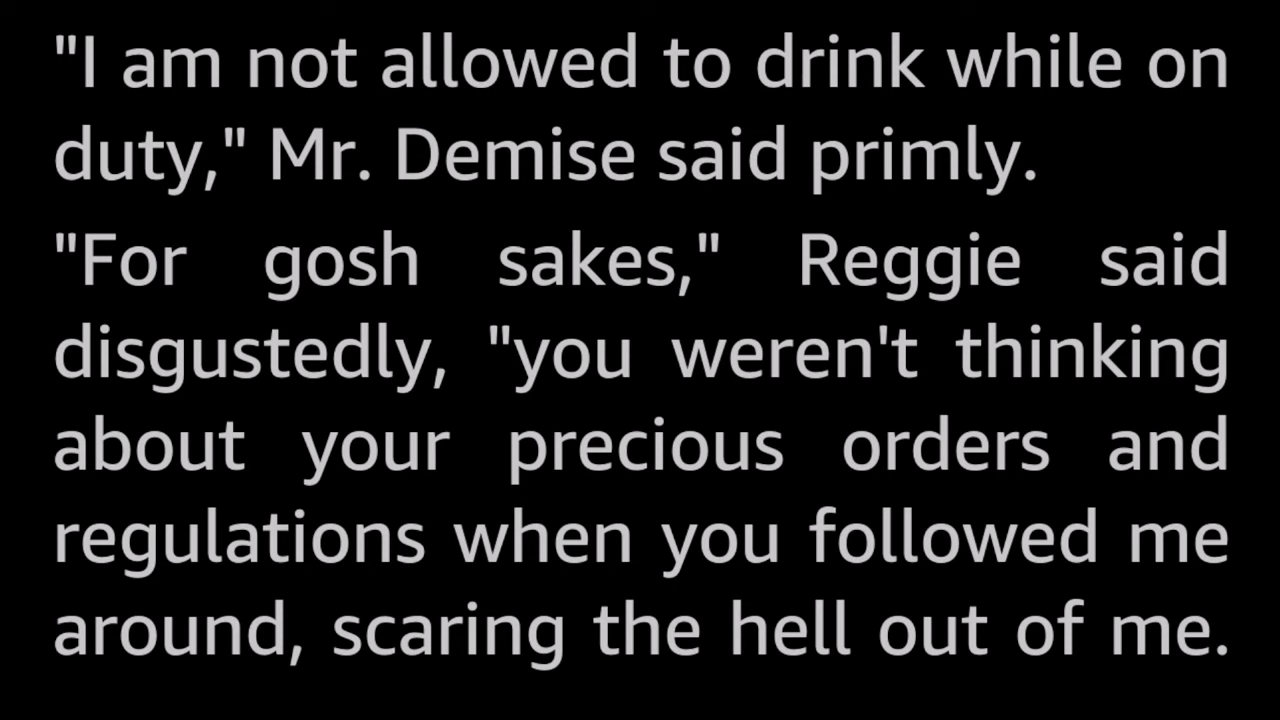 "I am not allowed to drink while on
duty," Mr. Demise said primly.
"For gosh sakes," Reggie said
disgustedly, "you weren't thinking
about your precious orders and
regulations when you followed me
around, scaring the hell out of me.